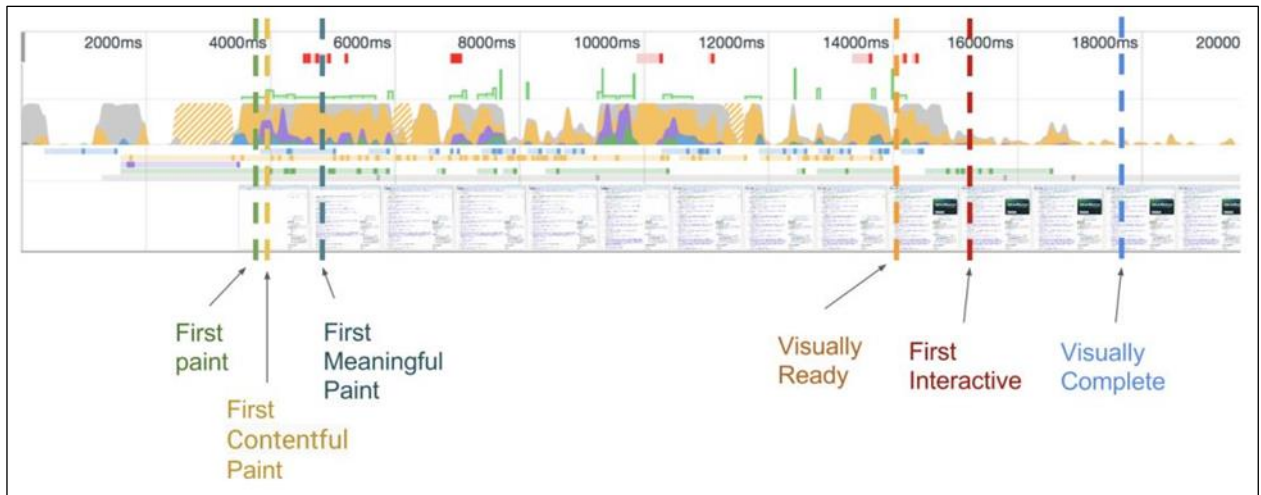 2000ms 4000ms 6000ms 8000ms 10000ms 12000ms 14000ms 16000ms 18000ms 20000
First
paint
First
Contentful
Paint
First
Meaningful
Paint
Visually
Ready
First
Interactive
Visually
Complete